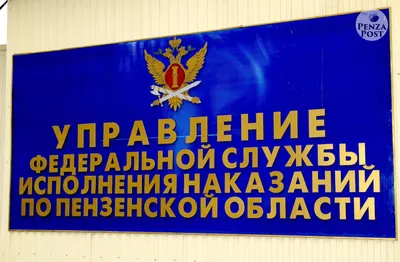 PENZA
POST
УПРАВЛЕНИЕ
ФЕДЕРАЛЬНОЙ СЛУЖБЫ
ИСПОЛНЕНИЯ НАКАЗАНИЙ
ПО ПЕНЗЕНСКОЙ ОБЛАСТИ